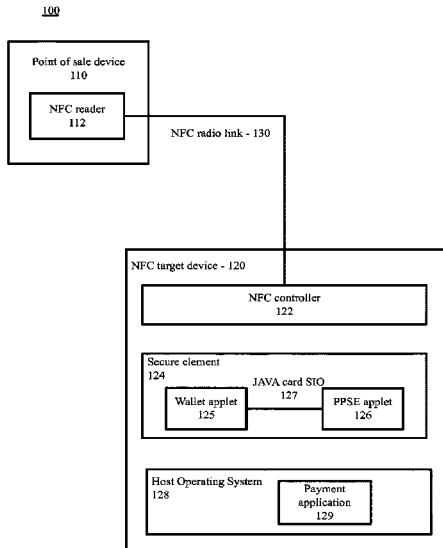 100
Point of sale device
110
NFC reader
112
NFC radio link - 130
NFC target device - 120
NFC controller
122
Secure element
124
JAVA card SIO
127
Wallet applet
125
PPSE applet
126
Host Operating System
128
Payment
application
129